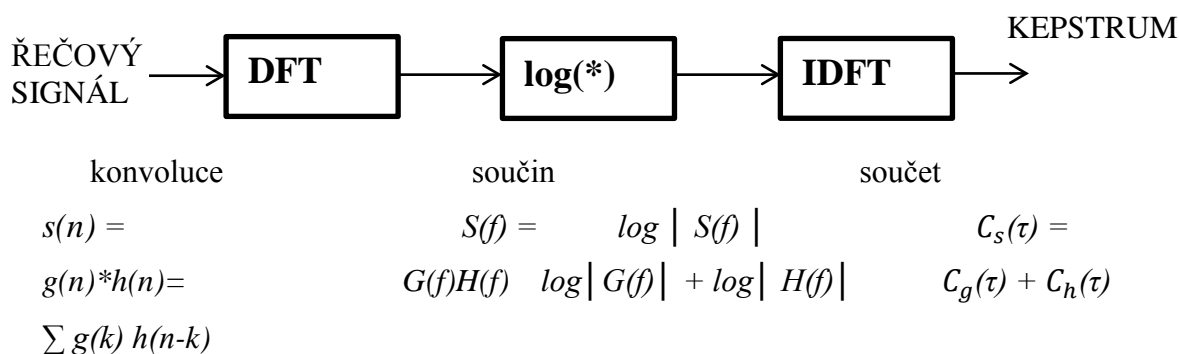 KEPSTRUM
ŘEČOVÝ
SIGNÁL
DFT
log(*)
IDFT
konvoluce
součin
součet
s(n) =
S(f) =
log | S(f) |
C_s(τ) =
g(n)*h(n)=
G(f)H(f)
log| G(f)| + log| H(f)|
C_g(τ) + C_h(τ)
∑ g(k) h(n-k)